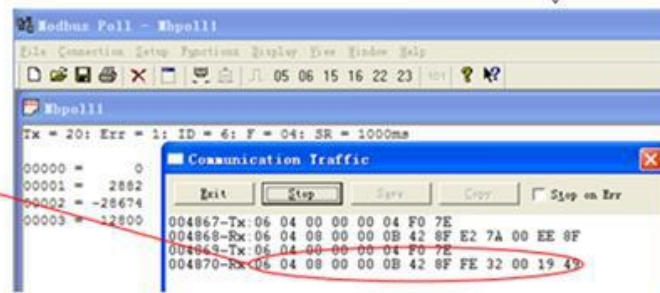 Modbus Poll - Mbpoll1
File Connection Setup Functions Display View Window Help
05 06 15 16 22 23 101
Mbpoll1
Tx = 20: Err = 1: ID = 6: F = 04: SR = 1000ms
Communication Traffic
Exit Stop Save Copy Stop on Err
00000 = 0
00001 = 2882
00002 = -28674
00003 = 12800
004867-Tx:06 04 00 00 00 04 F0 7E
004868-Rx:06 04 08 00 00 0B 42 8F E2 7A 00 EE 8F
004869-Tx:06 04 00 00 00 04 F0 7E
004870-Rx:06 04 08 00 00 0B 42 8F FE 32 00 19 49